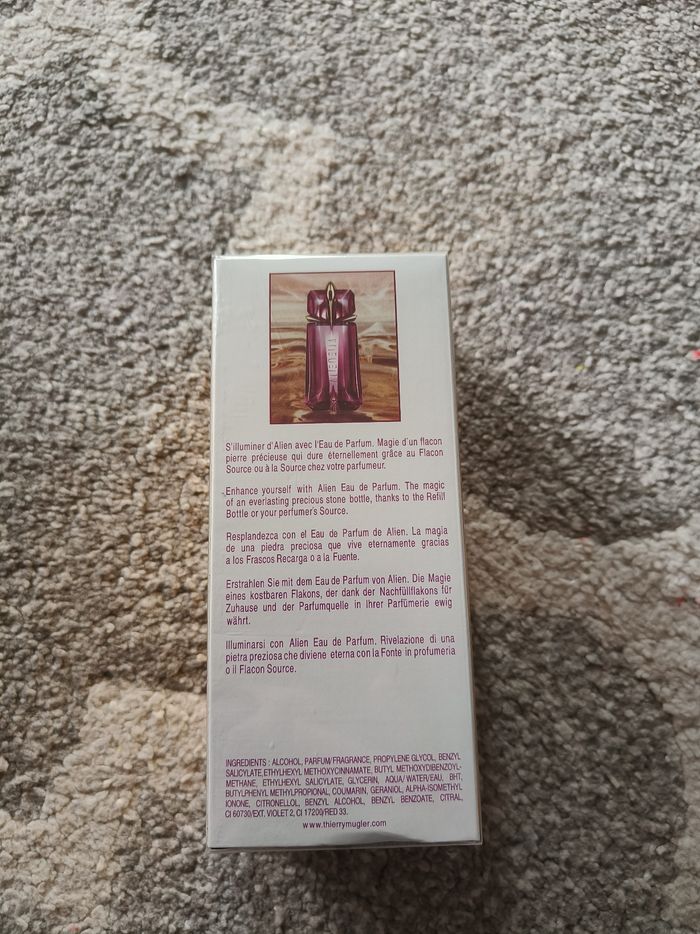 ALIEN
S'illuminer d'Alien avec l'Eau de Parfum. Magie d'un flacon
pierre précieuse qui dure éternellement grâce au Flacon
Source ou à la Source chez votre parfumeur.
Enhance yourself with Alien Eau de Parfum. The magic
of an everlasting precious stone bottle, thanks to the Refill
Bottle or your perfumer's Source.
Resplandezca con el Eau de Parfum de Alien. La magia
de una piedra preciosa que vive eternamente gracias
a los Frascos Recarga o a la Fuente.
Erstrahlen Sie mit dem Eau de Parfum von Alien. Die Magie
eines kostbaren Flakons, der dank der Nachfüllflakons für
Zuhause und der Parfumquelle in Ihrer Parfümerie ewig
währt.
Illuminarsi con Alien Eau de Parfum. Rivelazione di una
pietra preziosa che diviene eterna con la Fonte in profumeria
o il Flacon Source.
INGREDIENTS : ALCOHOL, PARFUM/FRAGRANCE, PROPYLENE GLYCOL, BENZYL
SALICYLATE, ETHYLHEXYL METHOXYCINNAMATE, BUTYL METHOXYDIBENZOYL-
METHANE, ETHYLHEXYL SALICYLATE, GLYCERIN, AQUA/WATER/EAU, BHT,
BUTYLPHENYL METHYLPROPIONAL, COUMARIN, GERANIOL, ALPHA-ISOMETHYL
IONONE, CITRONELLOL, BENZYL ALCOHOL, BENZYL BENZOATE, CITRAL,
CI 60730/EXT. VIOLET 2, CI 17200/RED 33.
www.thierrymugler.com